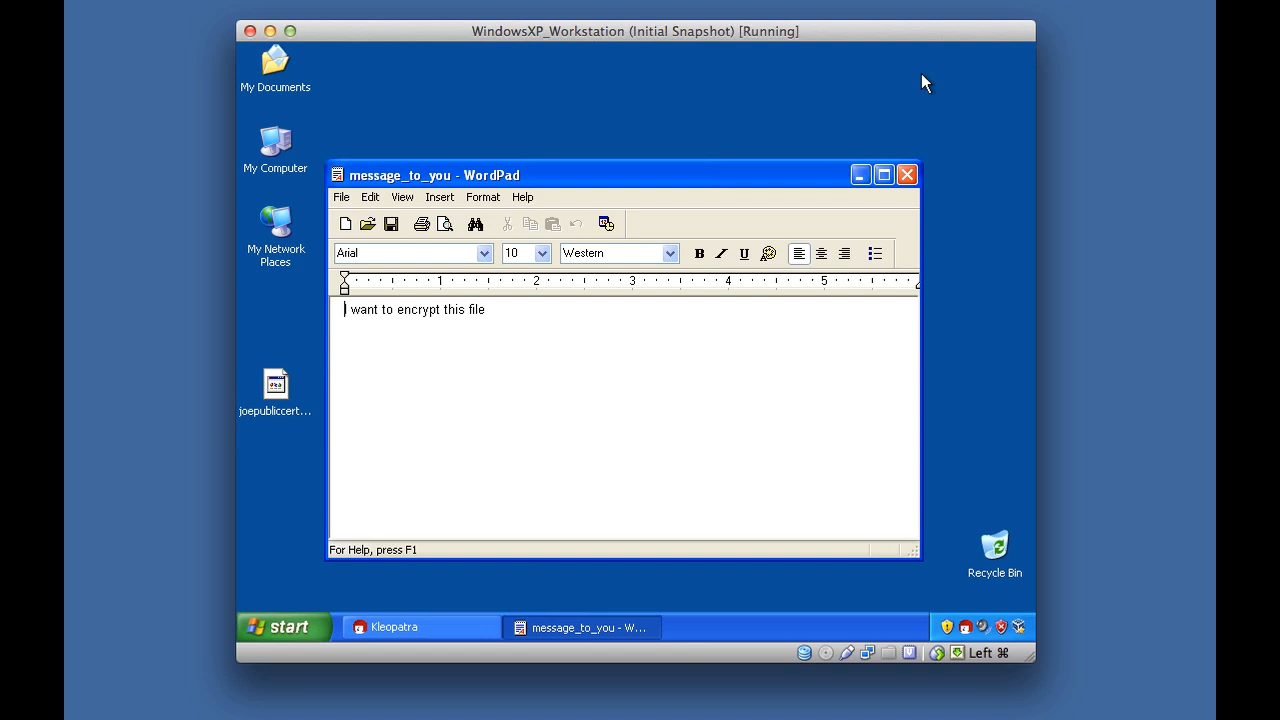 WindowsXP_Workstation (Initial Snapshot) [Running]
My Documents
My Computer
My Network
Places
joepubliccert...
message_to_you - WordPad
File Edit View Insert Format Help
Arial 10 Western B I U
1 2 3 4 5
I want to encrypt this file
For Help, press F1
Recycle Bin
start Kleopatra message_to_you - W...
Left ⌘